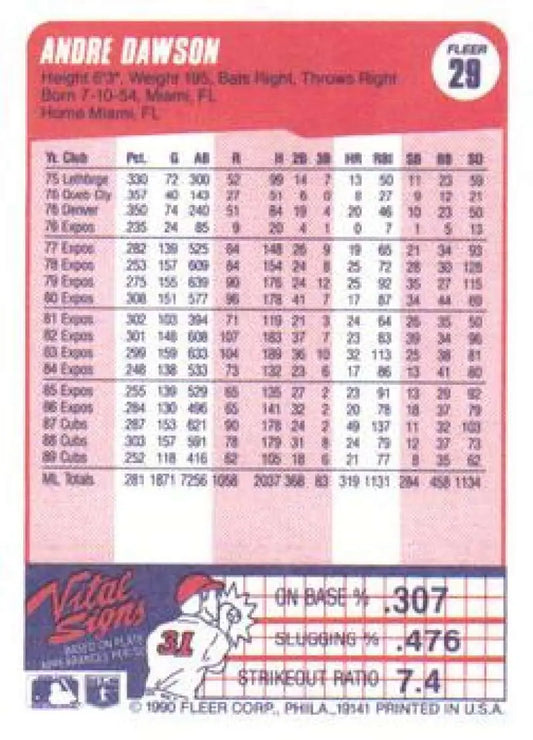 ANDRE DAWSON
FLEER
29
Height 6'3", Weight 195, Bats Right, Throws Right
Born 7-10-54, Miami, FL
Home Miami, FL
Yr. Club Pct. G AB R H 2B 3B HR RBI SB BB SO
75 Lethbrge .330 72 300 52 99 14 7 13 50 11 23 59
76 Queb City .357 40 143 27 51 6 0 8 27 9 12 21
76 Denver .350 74 240 51 84 19 4 20 46 10 23 50
76 Expos .235 24 85 9 20 4 1 0 7 1 5 13
77 Expos .282 139 525 64 148 26 9 19 65 21 34 93
78 Expos .253 157 609 84 154 24 8 25 72 28 30 128
79 Expos .275 155 639 90 176 24 12 25 92 35 27 115
80 Expos .308 151 577 96 178 41 7 17 87 34 44 69
81 Expos .302 103 394 71 119 21 3 24 64 26 35 50
82 Expos .301 148 608 107 183 37 7 23 83 39 34 96
83 Expos .299 159 633 104 189 36 10 32 113 25 38 81
84 Expos .248 138 533 73 132 23 6 17 86 13 41 80
85 Expos .255 139 529 65 135 27 2 23 91 13 29 92
86 Expos .284 130 496 65 141 32 2 20 78 18 37 79
87 Cubs .287 153 621 90 178 24 2 49 137 11 32 103
88 Cubs .303 157 591 78 179 31 8 24 79 12 37 73
89 Cubs .252 118 416 62 105 18 6 21 77 8 35 62
ML Totals .281 1871 7256 1058 2037 368 83 319 1131 284 458 1134
Vital Signs
BASED ON PLATE
APPEARANCES PER SO
31
ON BASE % .307
SLUGGING % .476
STRIKEOUT RATIO 7.4
© 1990 FLEER CORP., PHILA., 19141 PRINTED IN U.S.A.